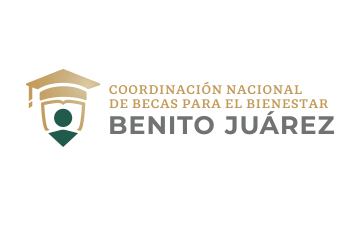 COORDINACIÓN NACIONAL
DE BECAS PARA EL BIENESTAR
BENITO JUÁREZ